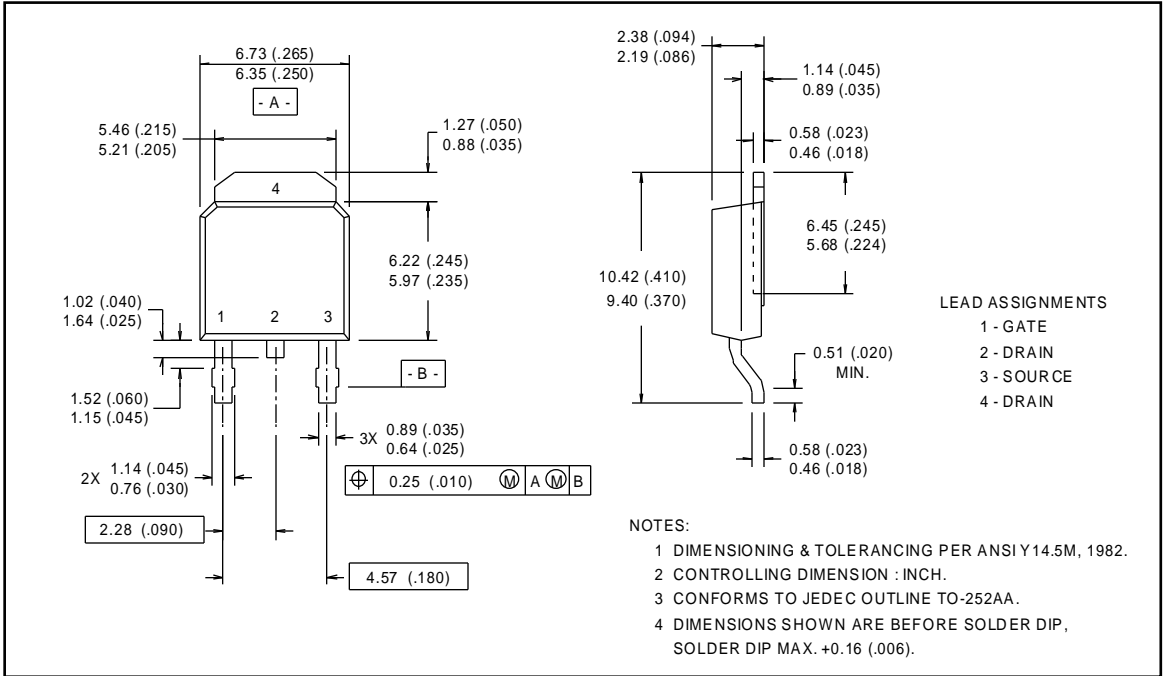 6.73 (.265)
6.35 (.250)
- A -
5.46 (.215)
5.21 (.205)
1.27 (.050)
0.88 (.035)
4
6.22 (.245)
5.97 (.235)
1.02 (.040)
1.64 (.025)
1 2 3
- B -
1.52 (.060)
1.15 (.045)
3X 0.89 (.035)
0.64 (.025)
2X 1.14 (.045)
0.76 (.030)
⌖ 0.25 (.010) Ⓜ A Ⓜ B
2.28 (.090)
4.57 (.180)
2.38 (.094)
2.19 (.086)
1.14 (.045)
0.89 (.035)
0.58 (.023)
0.46 (.018)
6.45 (.245)
5.68 (.224)
10.42 (.410)
9.40 (.370)
0.51 (.020)
MIN.
0.58 (.023)
0.46 (.018)
LEAD ASSIGNMENTS
1 - GATE
2 - DRAIN
3 - SOURCE
4 - DRAIN
NOTES:
1 DIMENSIONING & TOLERANCING PER ANSI Y14.5M, 1982.
2 CONTROLLING DIMENSION : INCH.
3 CONFORMS TO JEDEC OUTLINE TO-252AA.
4 DIMENSIONS SHOWN ARE BEFORE SOLDER DIP,
SOLDER DIP MAX. +0.16 (.006).